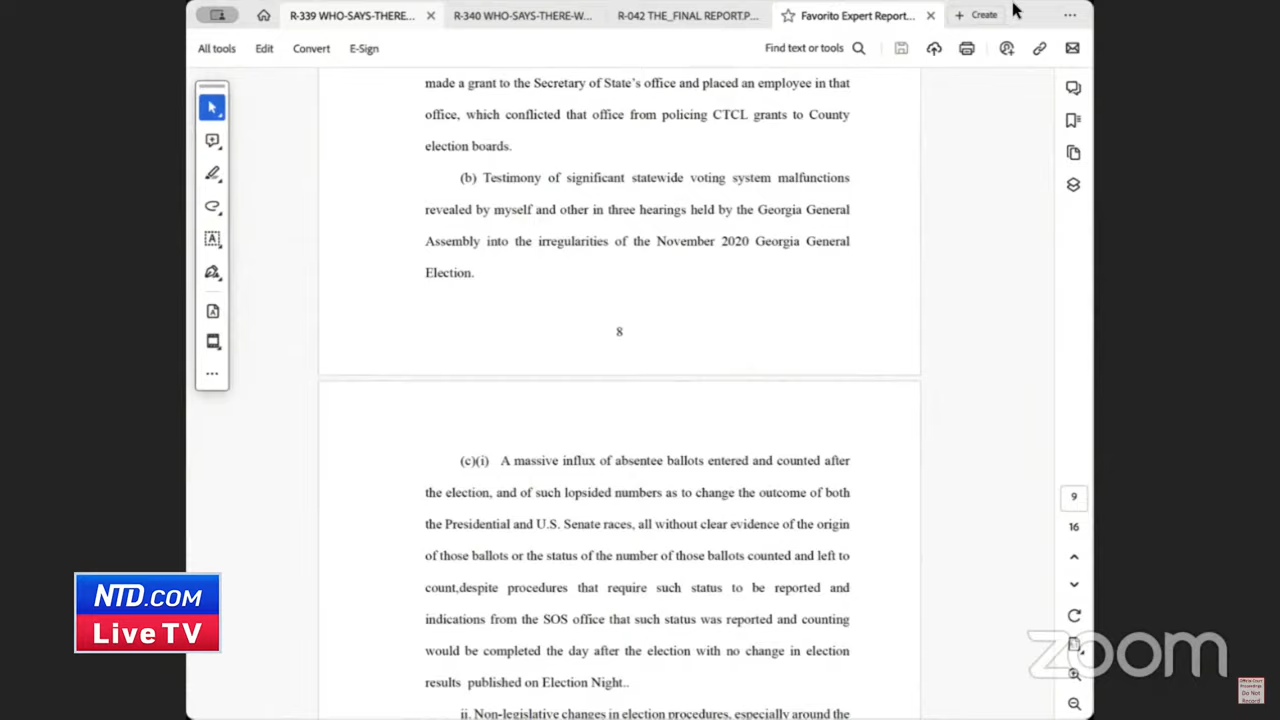 R-339 WHO-SAYS-THERE...
R-340 WHO-SAYS-THERE-W...
R-042 THE_FINAL REPORT.P...
Favorito Expert Report...
+ Create
All tools
Edit
Convert
E-Sign
Find text or tools
made a grant to the Secretary of State's office and placed an employee in that
office, which conflicted that office from policing CTCL grants to County
election boards.
(b) Testimony of significant statewide voting system malfunctions
revealed by myself and other in three hearings held by the Georgia General
Assembly into the irregularities of the November 2020 Georgia General
Election.
8
(c)(i) A massive influx of absentee ballots entered and counted after
the election, and of such lopsided numbers as to change the outcome of both
the Presidential and U.S. Senate races, all without clear evidence of the origin
of those ballots or the status of the number of those ballots counted and left to
count,despite procedures that require such status to be reported and
indications from the SOS office that such status was reported and counting
would be completed the day after the election with no change in election
results published on Election Night..
ii. Non-legislative changes in election procedures, especially around the
9
16
NTD.COM
Live TV
zoom
Do Not
Record